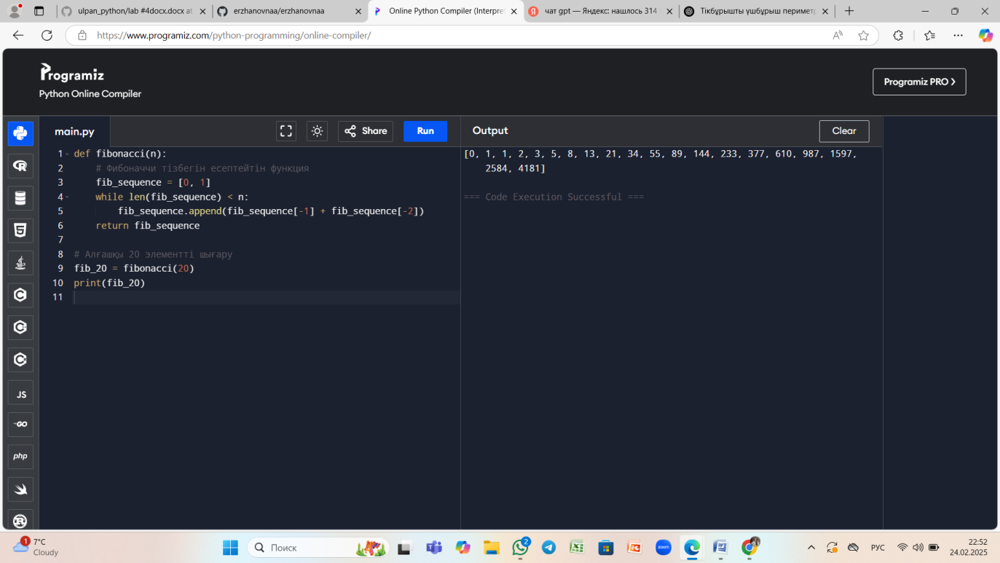 ulpan_python/lab #4docx.docx at
erzhanovnaa/erzhanovnaa
Online Python Compiler (Interpre
чат gpt — Яндекс: нашлось 314
Тікбұрышты үшбұрыш периметр
https://www.programiz.com/python-programming/online-compiler/
Programiz
Python Online Compiler
Programiz PRO
main.py
Share
Run
Output
Clear
1 def fibonacci(n):
2 # Фибоначчи тізбегін есептейтін функция
3 fib_sequence = [0, 1]
4 while len(fib_sequence) < n:
5 fib_sequence.append(fib_sequence[-1] + fib_sequence[-2])
6 return fib_sequence
7
8 # Алғашқы 20 элементті шығару
9 fib_20 = fibonacci(20)
10 print(fib_20)
11
[0, 1, 1, 2, 3, 5, 8, 13, 21, 34, 55, 89, 144, 233, 377, 610, 987, 1597,
2584, 4181]
=== Code Execution Successful ===
JS
GO
php
1
7°C
Cloudy
Поиск
2
zoom
РУС
22:52
24.02.2025